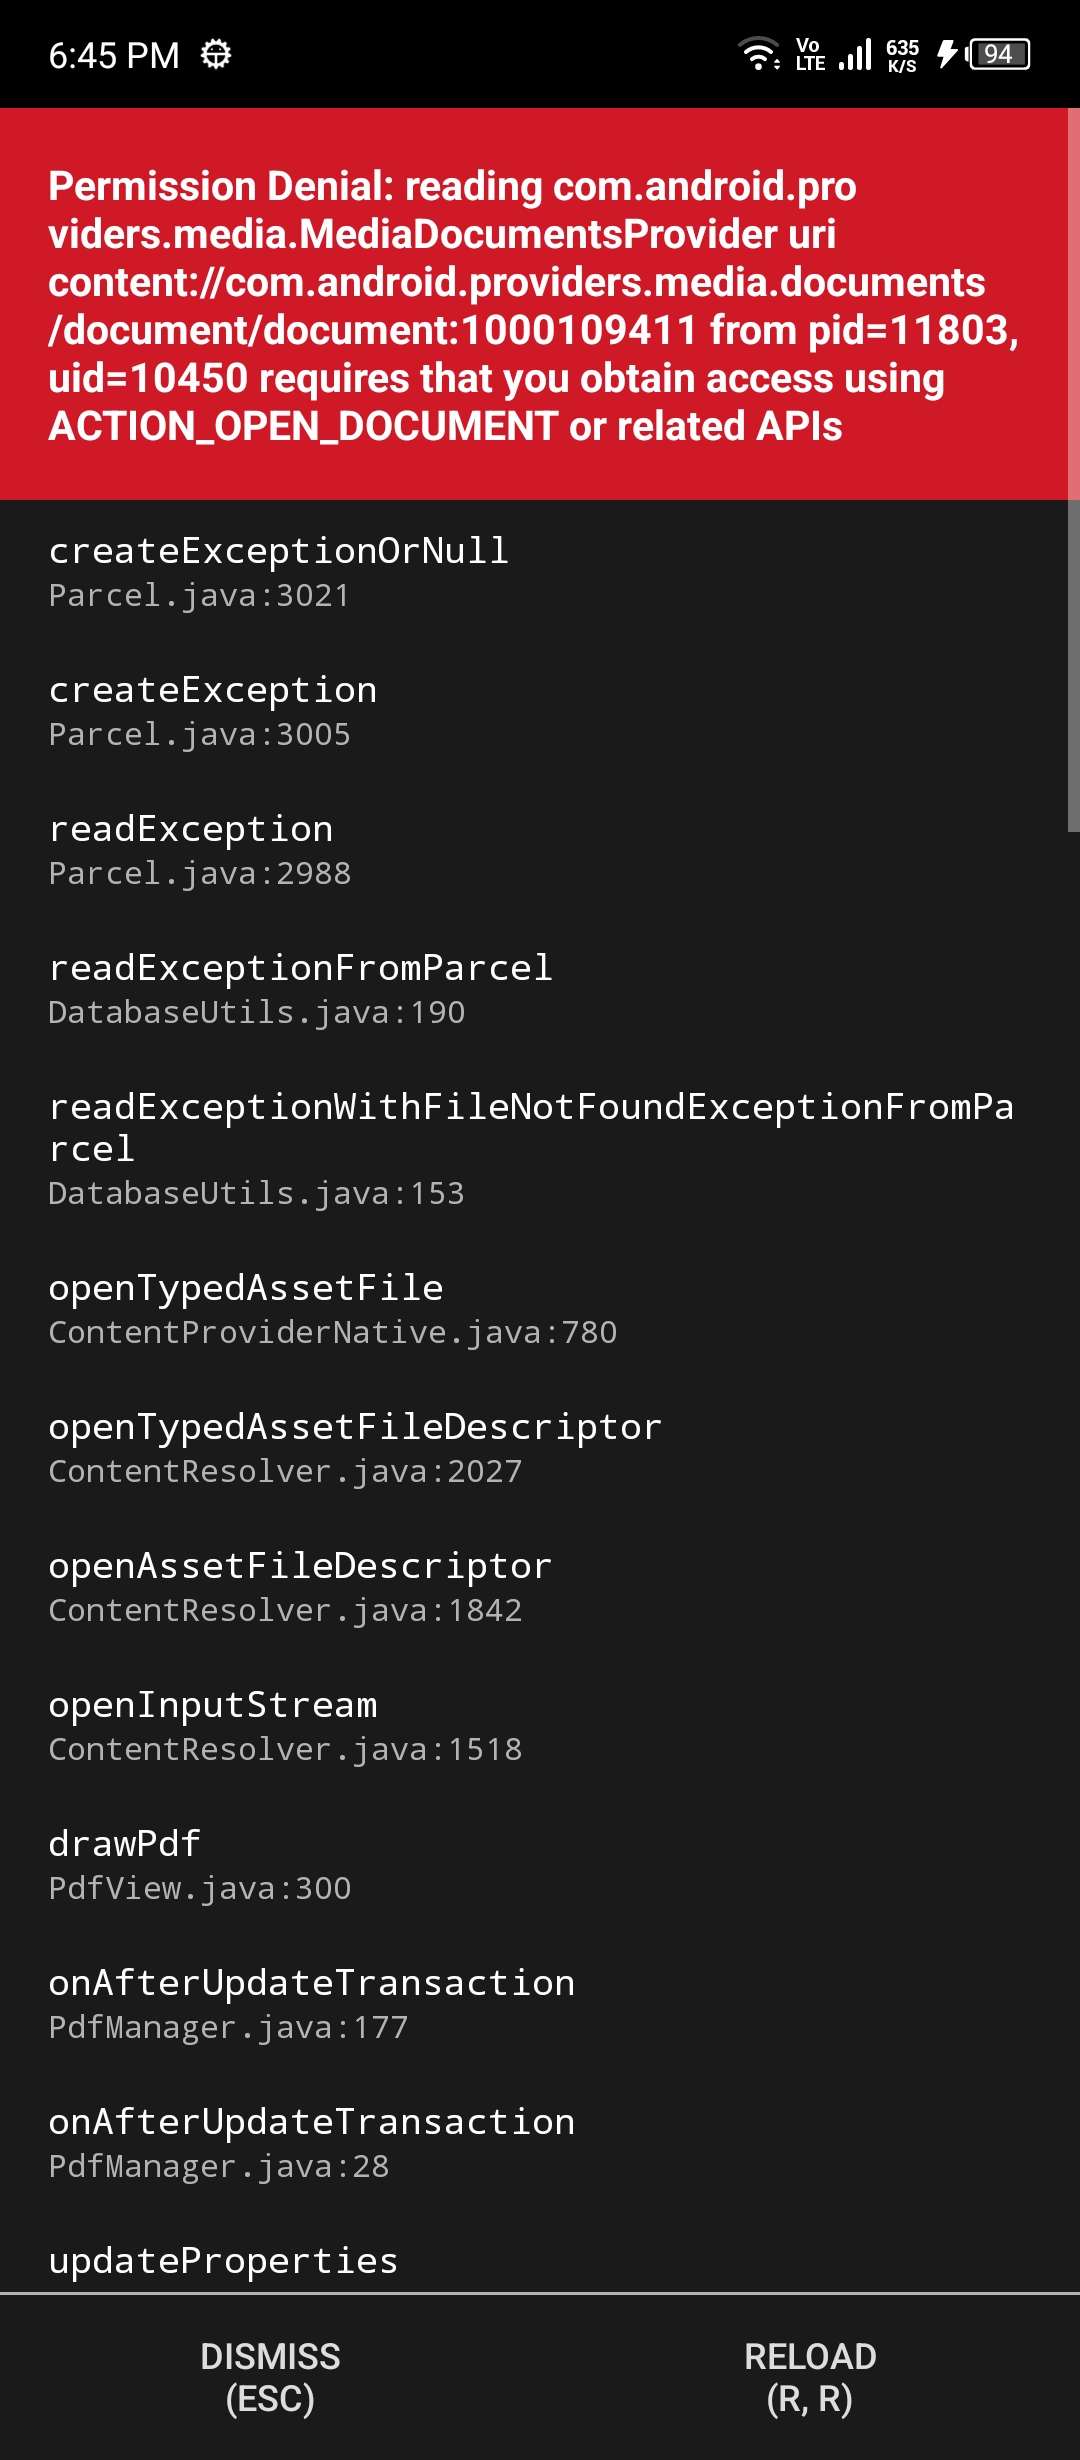 6:45 PM
Vo
LTE
635
K/S
94
Permission Denial: reading com.android.pro
viders.media.MediaDocumentsProvider uri
content://com.android.providers.media.documents
/document/document:1000109411 from pid=11803,
uid=10450 requires that you obtain access using
ACTION_OPEN_DOCUMENT or related APIs
createExceptionOrNull
Parcel.java:3021
createException
Parcel.java:3005
readException
Parcel.java:2988
readExceptionFromParcel
DatabaseUtils.java:190
readExceptionWithFileNotFoundExceptionFromPa
rcel
DatabaseUtils.java:153
openTypedAssetFile
ContentProviderNative.java:780
openTypedAssetFileDescriptor
ContentResolver.java:2027
openAssetFileDescriptor
ContentResolver.java:1842
openInputStream
ContentResolver.java:1518
drawPdf
PdfView.java:300
onAfterUpdateTransaction
PdfManager.java:177
onAfterUpdateTransaction
PdfManager.java:28
updateProperties
DISMISS
(ESC)
RELOAD
(R, R)